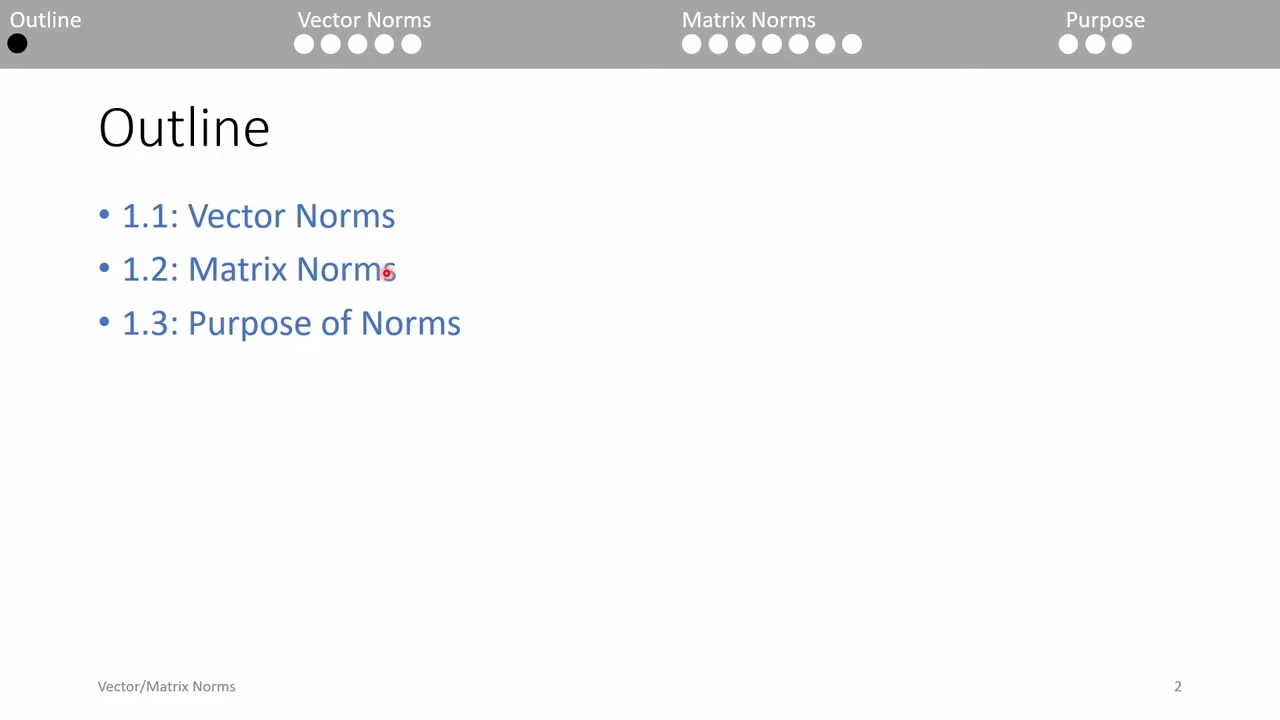 Outline Vector Norms Matrix Norms Purpose
Outline
• 1.1: Vector Norms
• 1.2: Matrix Norms
• 1.3: Purpose of Norms
Vector/Matrix Norms 2